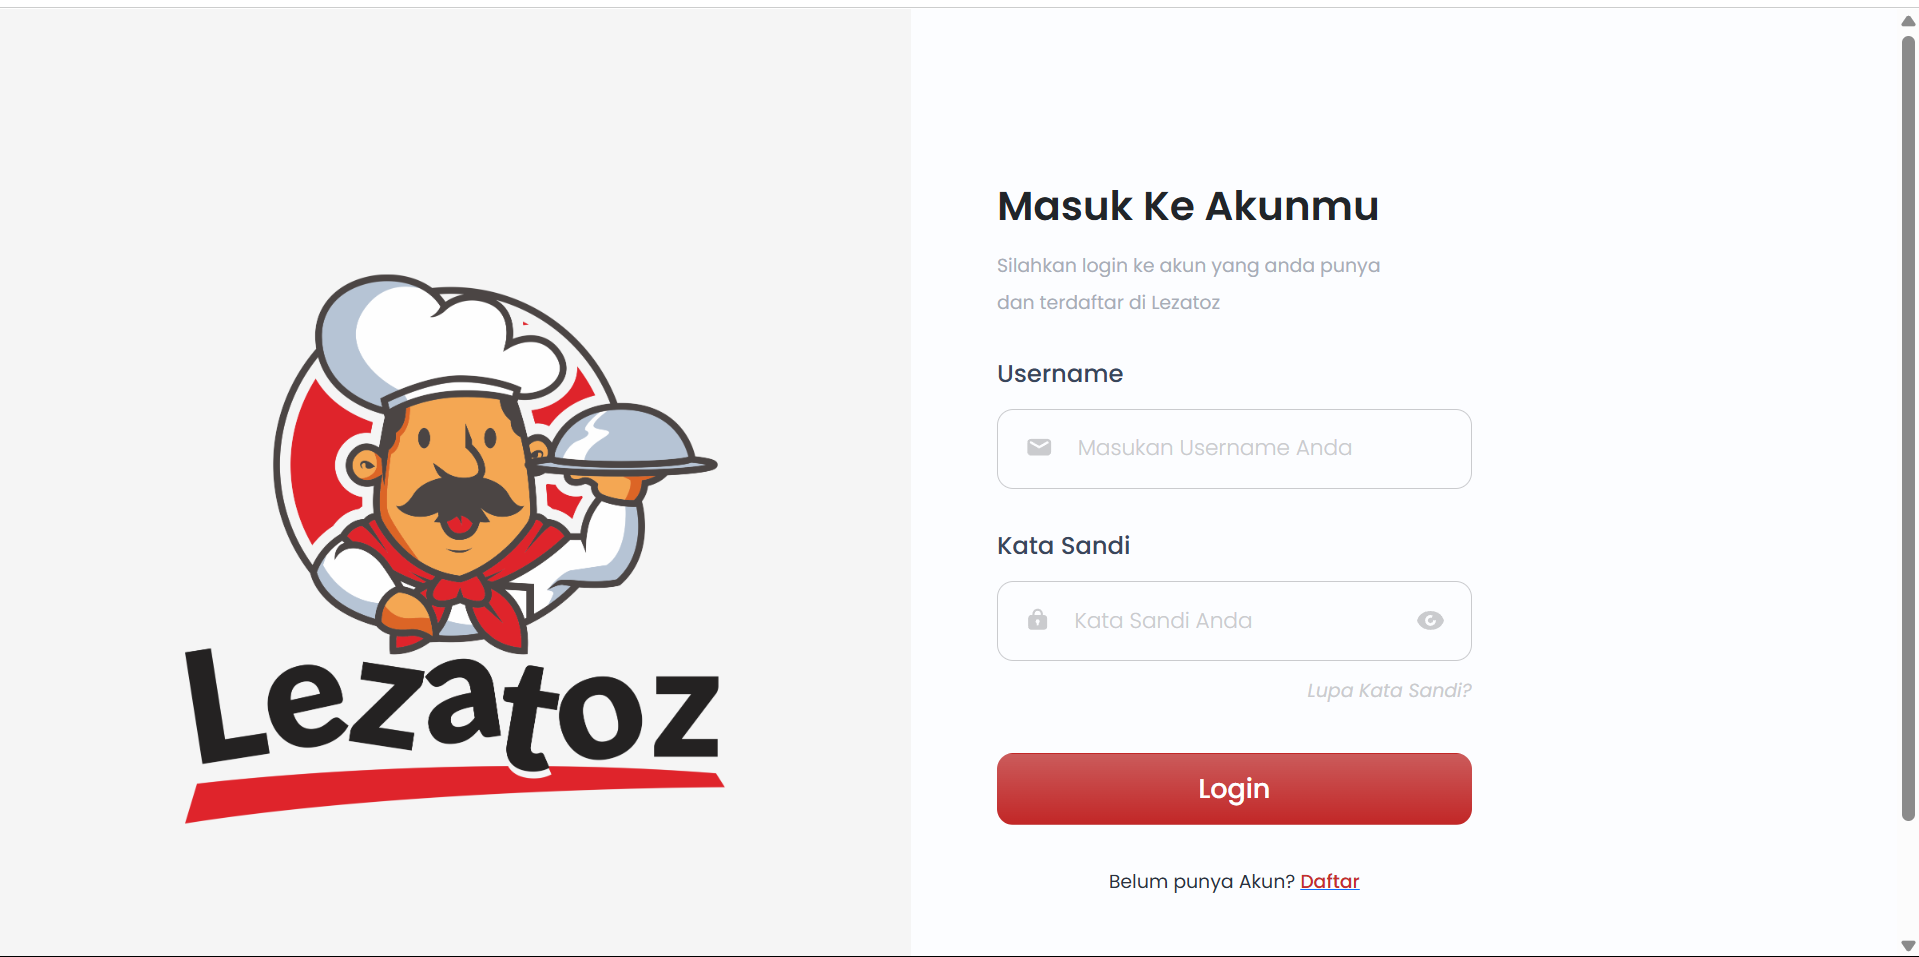 Lezatoz
Masuk Ke Akunmu
Silahkan login ke akun yang anda punya
dan terdaftar di Lezatoz
Username
Masukan Username Anda
Kata Sandi
Kata Sandi Anda
Lupa Kata Sandi?
Login
Belum punya Akun? Daftar